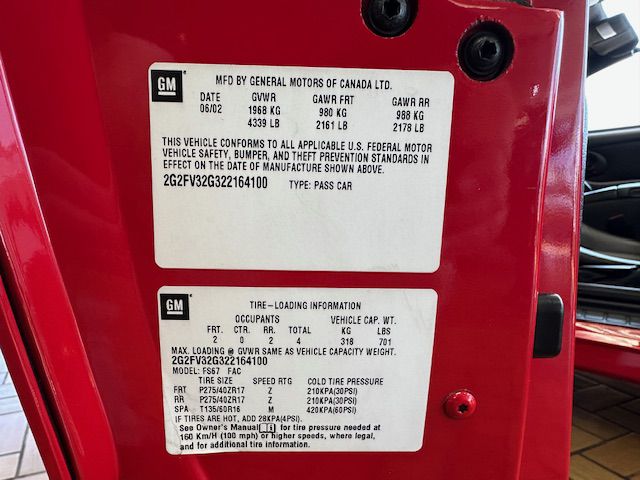 GM
MFD BY GENERAL MOTORS OF CANADA LTD.
DATE GVWR GAWR FRT GAWR RR
06/02 1968 KG 980 KG 988 KG
4339 LB 2161 LB 2178 LB
THIS VEHICLE CONFORMS TO ALL APPLICABLE U.S. FEDERAL MOTOR
VEHICLE SAFETY, BUMPER, AND THEFT PREVENTION STANDARDS IN
EFFECT ON THE DATE OF MANUFACTURE SHOWN ABOVE.
2G2FV32G322164100 TYPE: PASS CAR
GM
TIRE-LOADING INFORMATION
OCCUPANTS VEHICLE CAP. WT.
FRT. CTR. RR. TOTAL KG LBS
2 0 2 4 318 701
MAX. LOADING @ GVWR SAME AS VEHICLE CAPACITY WEIGHT.
2G2FV32G322164100
MODEL: FS67 FAC
TIRE SIZE SPEED RTG COLD TIRE PRESSURE
FRT P275/40ZR17 Z 210KPA(30PSI)
RR P275/40ZR17 Z 210KPA(30PSI)
SPA T135/60R16 M 420KPA(60PSI)
IF TIRES ARE HOT, ADD 28KPA(4PSI).
See Owner's Manual for tire pressure needed at
160 Km/H (100 mph) or higher speeds, where legal,
and for additional tire information.